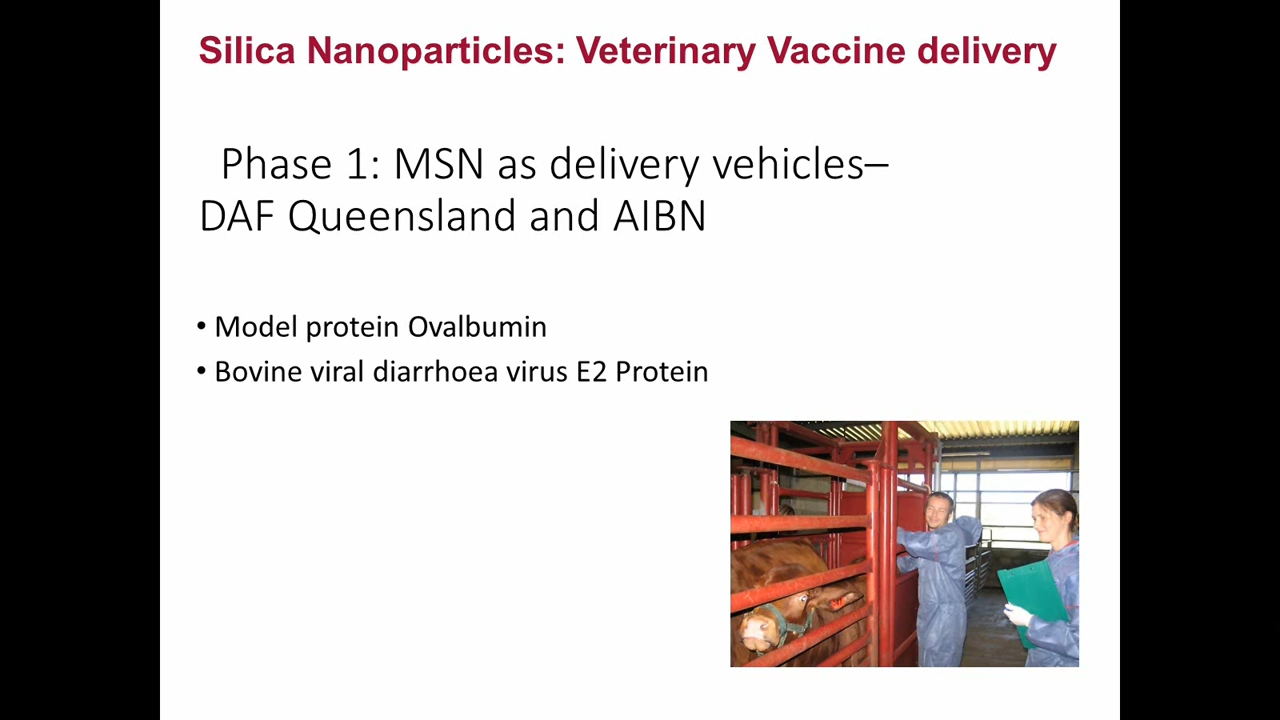 Silica Nanoparticles: Veterinary Vaccine delivery
Phase 1: MSN as delivery vehicles–
DAF Queensland and AIBN
• Model protein Ovalbumin
• Bovine viral diarrhoea virus E2 Protein